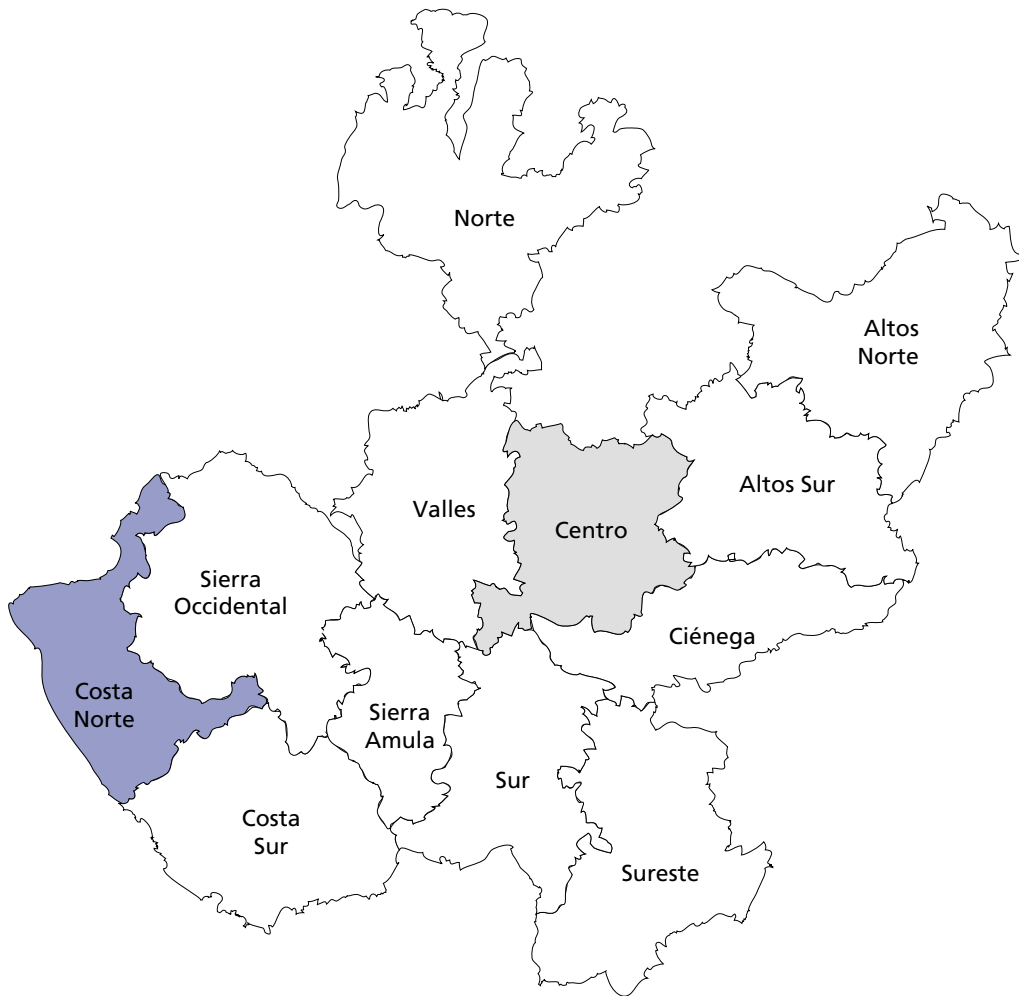 Norte
Altos
Norte
Altos Sur
Valles
Centro
Sierra
Occidental
Ciénega
Costa
Norte
Sierra
Amula
Sur
Costa
Sur
Sureste